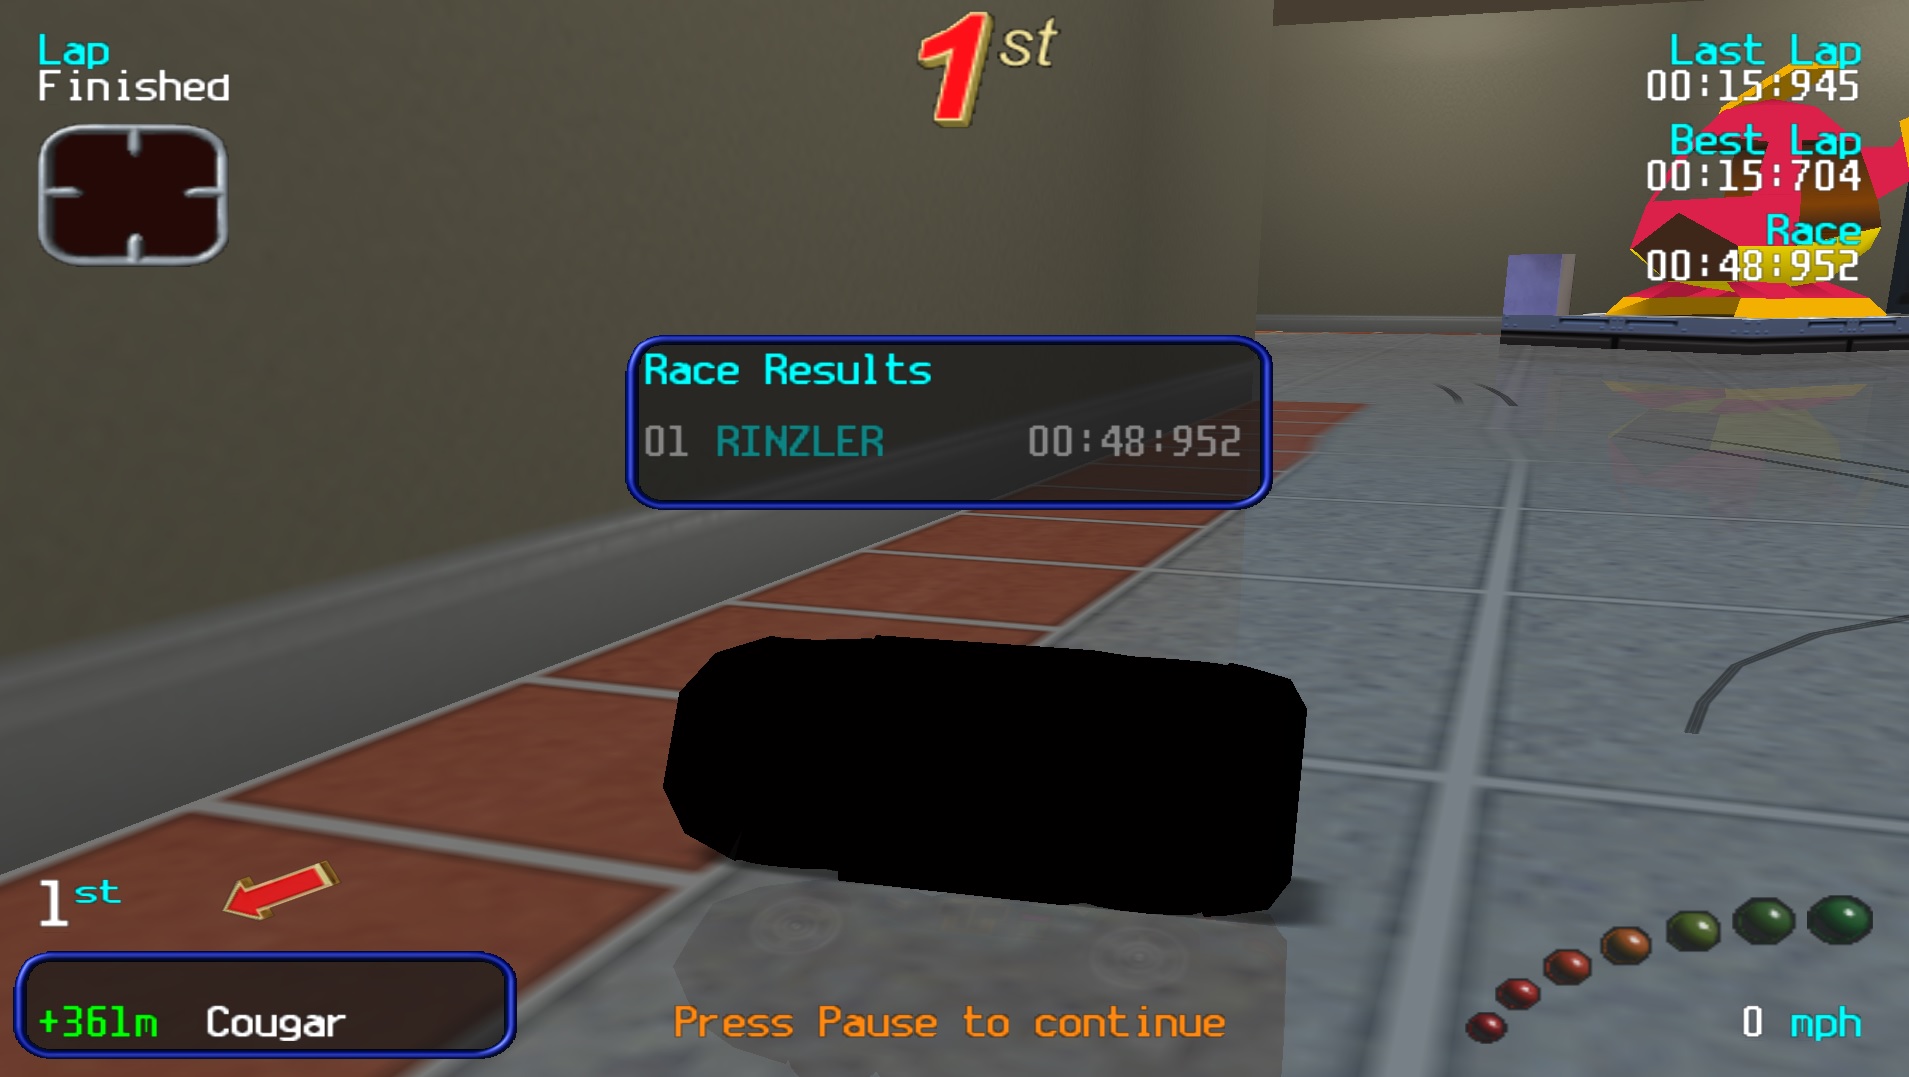 1st
Lap
Finished
Last Lap
00:15:945
Best Lap
00:15:704
Race
00:48:952
Race Results
01 RINZLER 00:48:952
1st
+361m Cougar
Press Pause to continue
0 mph